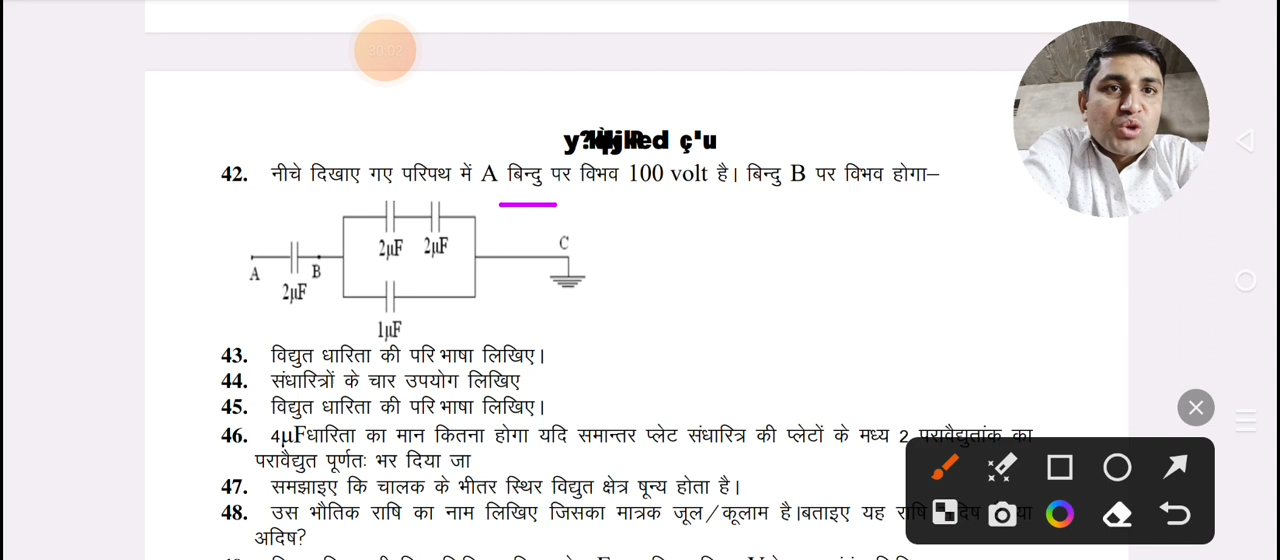 42. नीचे दिखाए गए परिपथ में A बिन्दु पर विभव 100 volt है। बिन्दु B पर विभव होगा–
2µF 2µF
C
A B
2µF
1µF
43. विद्युत धारिता की परिभाषा लिखिए।
44. संधारित्रों के चार उपयोग लिखिए
45. विद्युत धारिता की परिभाषा लिखिए।
46. 4µFधारिता का मान कितना होगा यदि समान्तर प्लेट संधारित्र की प्लेटों के मध्य 2 परावैद्युतांक का
परावैद्युत पूर्णतः भर दिया जा
47. समझाइए कि चालक के भीतर स्थिर विद्युत क्षेत्र षून्य होता है।
48. उस भौतिक राषि का नाम लिखिए जिसका मात्रक जूल/कूलाम है।बताइए यह
अदिष?